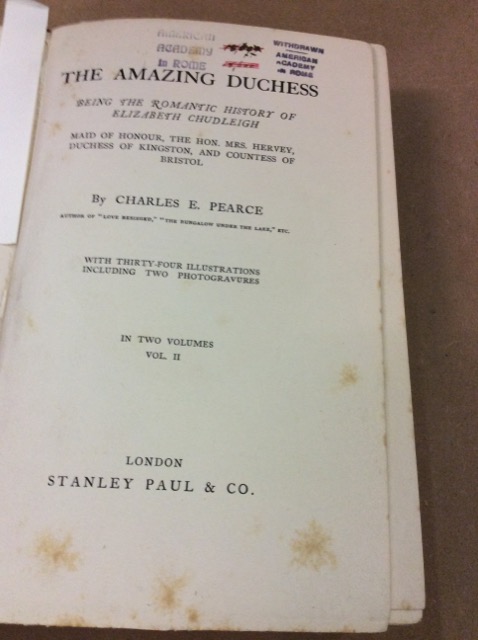 AMERICAN
ACADEMY
in ROME
WITHDRAWN
AMERICAN
ACADEMY
in ROME
THE AMAZING DUCHESS
BEING THE ROMANTIC HISTORY OF
ELIZABETH CHUDLEIGH
MAID OF HONOUR, THE HON. MRS. HERVEY,
DUCHESS OF KINGSTON, AND COUNTESS OF
BRISTOL
By CHARLES E. PEARCE
AUTHOR OF "LOVE BESIEGED," "THE BUNGALOW UNDER THE LAKE," ETC.
WITH THIRTY-FOUR ILLUSTRATIONS
INCLUDING TWO PHOTOGRAVURES
IN TWO VOLUMES
VOL. II
LONDON
STANLEY PAUL & CO.